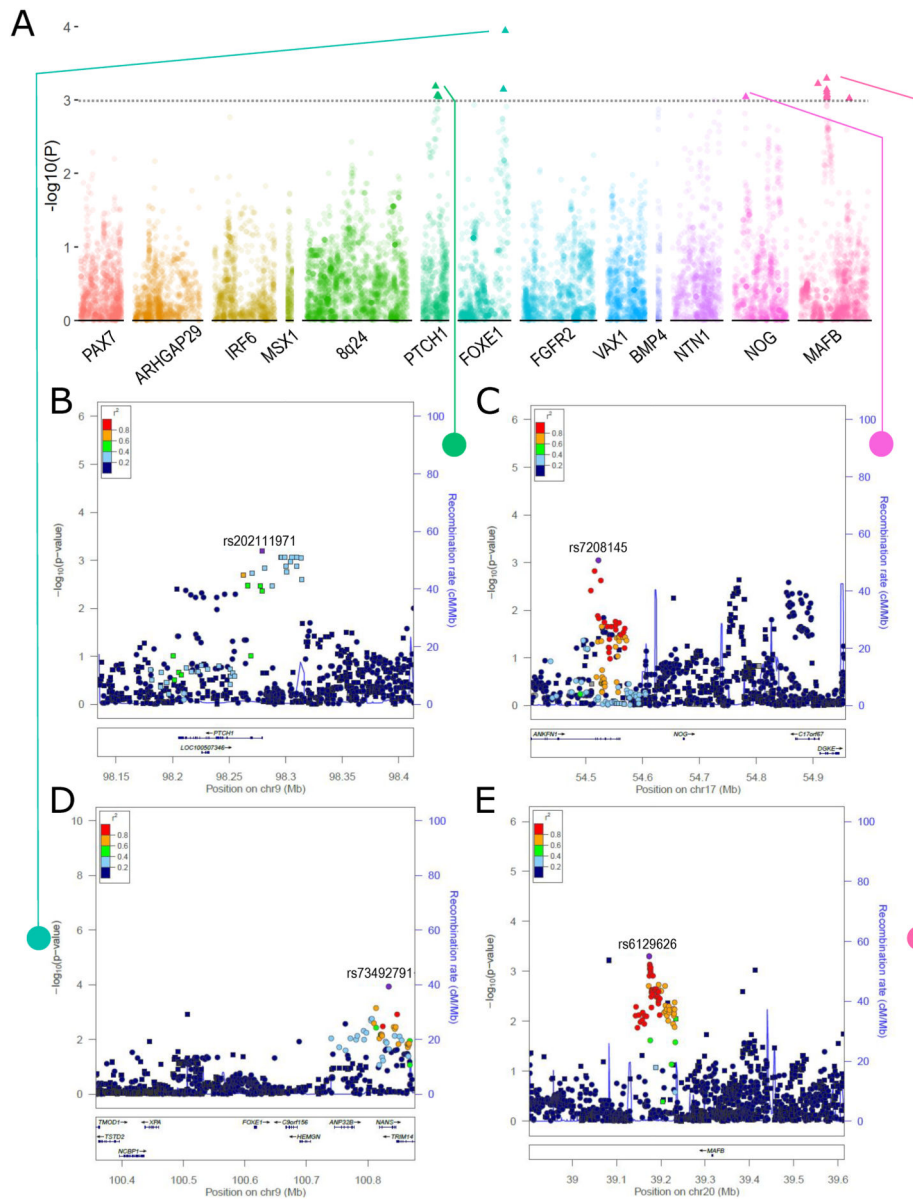 A
4
3
2
1
0
-log10(P)
PAX7
ARHGAP29
IRF6
MSX1
8q24
PTCH1
FOXE1
FGFR2
VAX1
BMP4
NTN1
NOG
MAFB
B
r²
0.8
0.6
0.4
0.2
6
5
4
3
2
1
0
−log₁₀(p−value)
100
80
60
40
20
0
Recombination rate (cM/Mb)
rs202111971
PTCH1
LOC100507346
98.15 98.2 98.25 98.3 98.35 98.4
Position on chr9 (Mb)
C
r²
0.8
0.6
0.4
0.2
6
5
4
3
2
1
0
−log₁₀(p−value)
100
80
60
40
20
0
Recombination rate (cM/Mb)
rs7208145
ANKFN1 NOG C17orf67
DGKE
54.5 54.6 54.7 54.8 54.9
Position on chr17 (Mb)
D
r²
0.8
0.6
0.4
0.2
10
8
6
4
2
0
−log₁₀(p−value)
100
80
60
40
20
0
Recombination rate (cM/Mb)
rs73492791
TMOD1 XPA FOXE1 C9orf156 ANP32B NANS
TSTD2 HEMGN TRIM14
NCBP1
100.4 100.5 100.6 100.7 100.8
Position on chr9 (Mb)
E
r²
0.8
0.6
0.4
0.2
6
5
4
3
2
1
0
−log₁₀(p−value)
100
80
60
40
20
0
Recombination rate (cM/Mb)
rs6129626
MAFB
39 39.1 39.2 39.3 39.4 39.5 39.6
Position on chr20 (Mb)